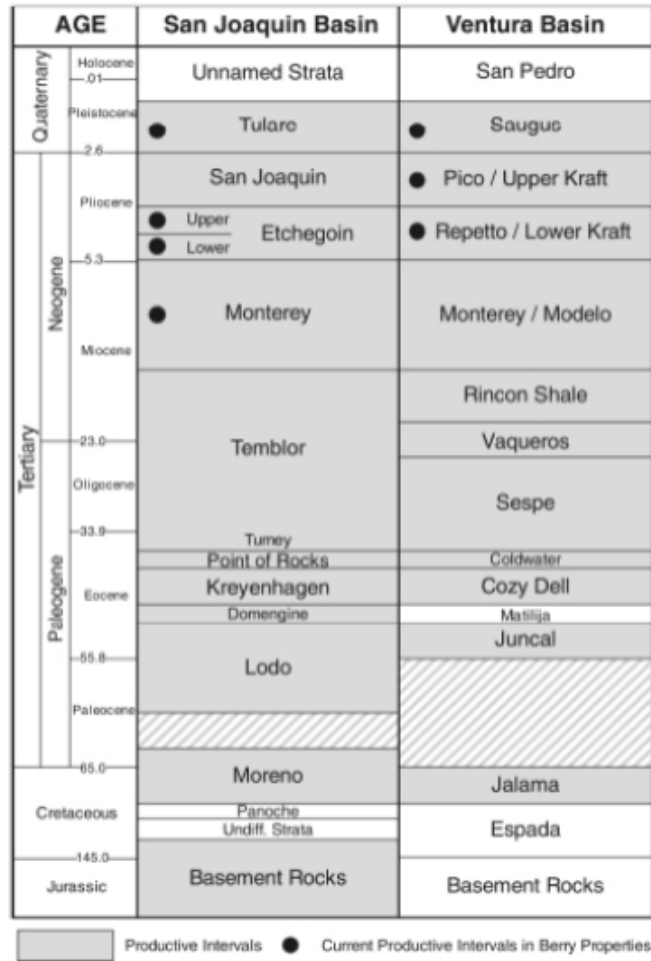 AGE San Joaquin Basin Ventura Basin
Quaternary
Holocene
.01
Pleistocene
2.6
Tertiary
Neogene
Pliocene
5.3
Miocene
23.0
Paleogene
Oligocene
33.9
Eocene
55.8
Paleocene
65.0
Cretaceous
145.0
Jurassic
Unnamed Strata
Tulare
San Joaquin
Upper
Lower
Etchegoin
Monterey
Temblor
Tumey
Point of Rocks
Kreyenhagen
Domengine
Lodo
Moreno
Panoche
Undiff. Strata
Basement Rocks
San Pedro
Saugus
Pico / Upper Kraft
Repetto / Lower Kraft
Monterey / Modelo
Rincon Shale
Vaqueros
Sespe
Coldwater
Cozy Dell
Matilija
Juncal
Jalama
Espada
Basement Rocks
Productive Intervals
Current Productive Intervals in Berry Properties